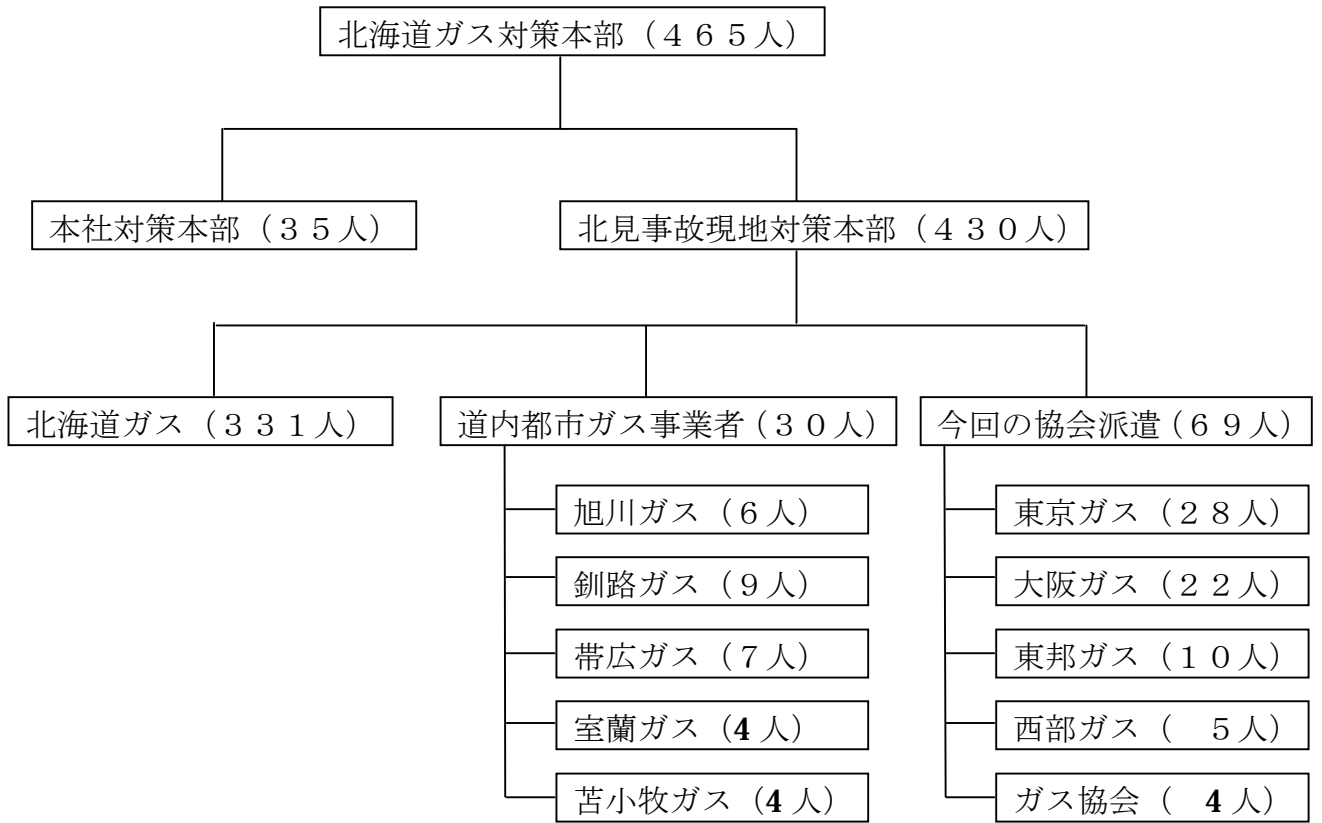 北海道ガス対策本部（４６５人）
本社対策本部（３５人）
北見事故現地対策本部（４３０人）
北海道ガス（３３１人）
道内都市ガス事業者（３０人）
今回の協会派遣（６９人）
旭川ガス（６人）
釧路ガス（９人）
帯広ガス（７人）
室蘭ガス（4 人）
苫小牧ガス（4 人）
東京ガス（２８人）
大阪ガス（２２人）
東邦ガス（１０人）
西部ガス（　５人）
ガス協会（　4 人）